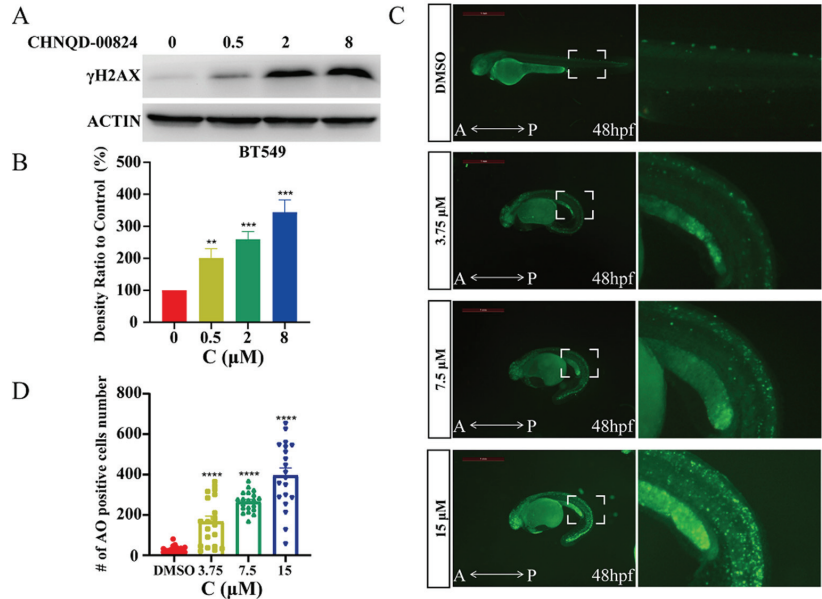 A
CHNQD-00824 0 0.5 2 8
γH2AX
ACTIN
BT549
B
Density Ratio to Control (%)
500
400
300
200
100
0
**
***
***
0 0.5 2 8
C (μM)
D
# of AO positive cells number
800
600
400
200
0
****
****
****
DMSO 3.75 7.5 15
C (μM)
C
DMSO
A P 48hpf
3.75 μM
A P 48hpf
7.5 μM
A P 48hpf
15 μM
A P 48hpf